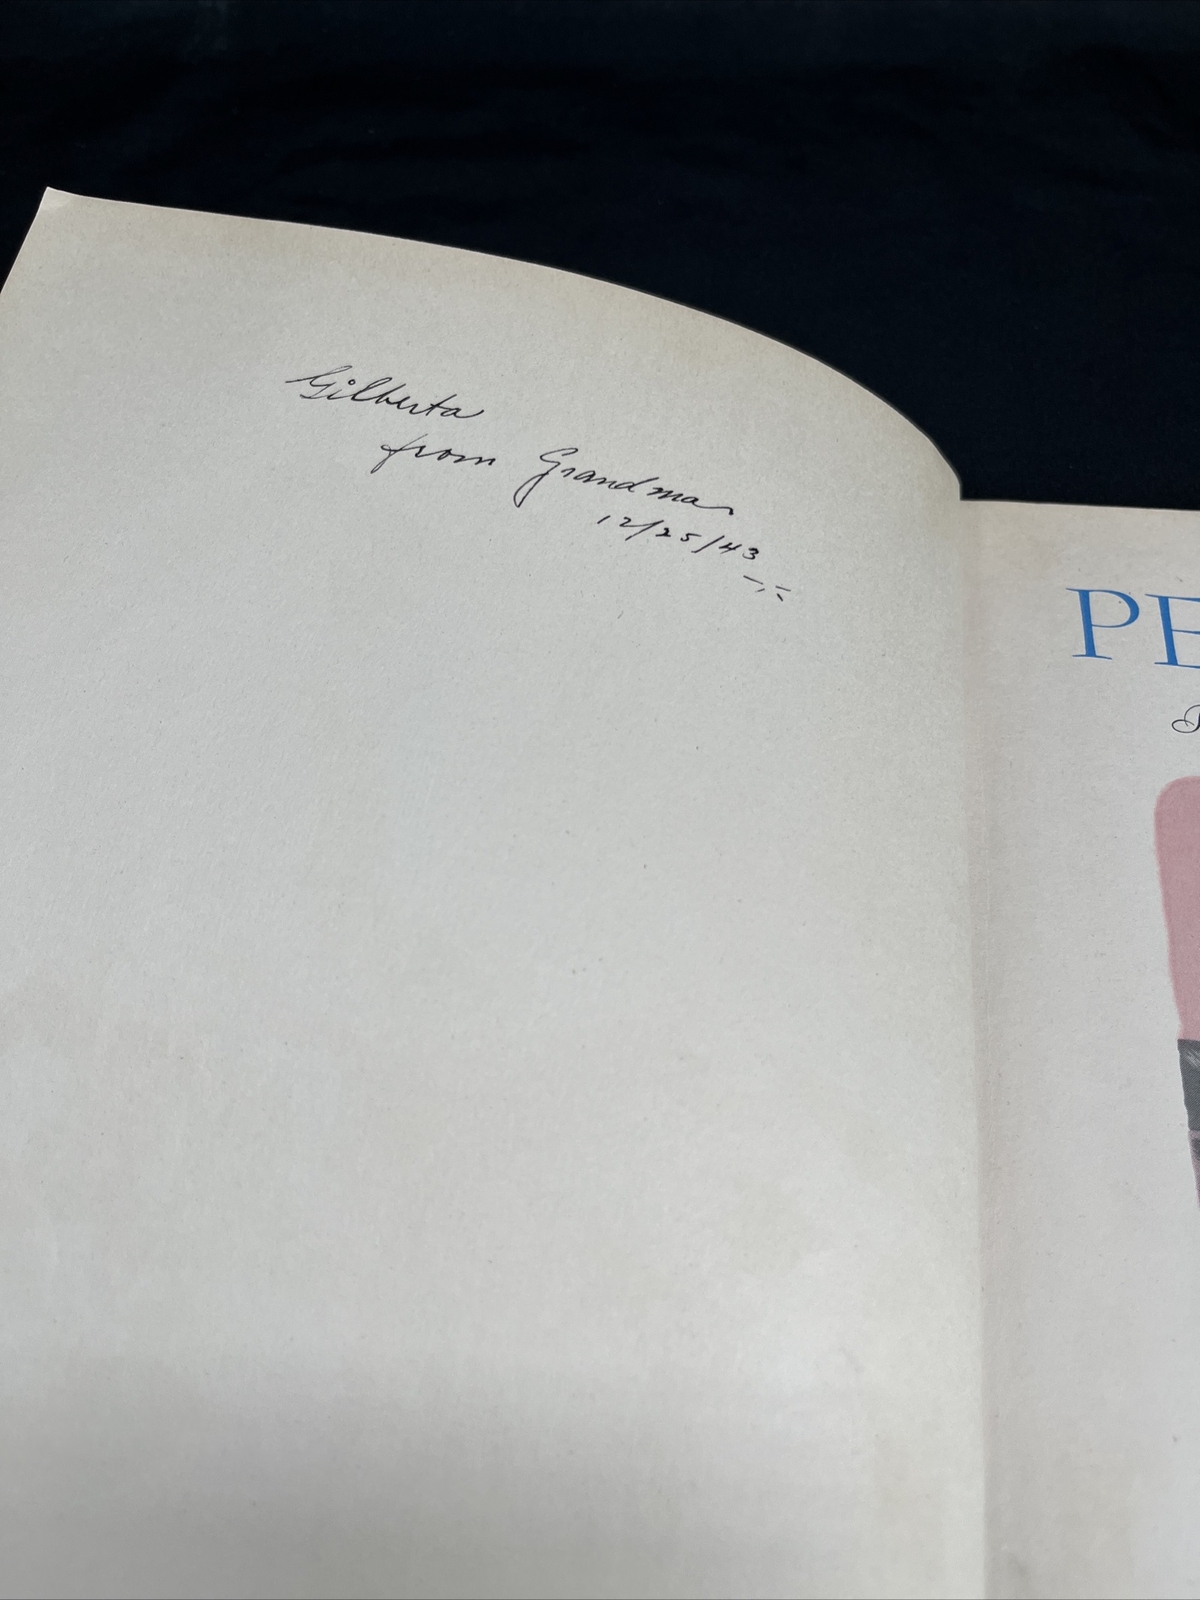 Gilberta
from Grandma
12/25/43
PE